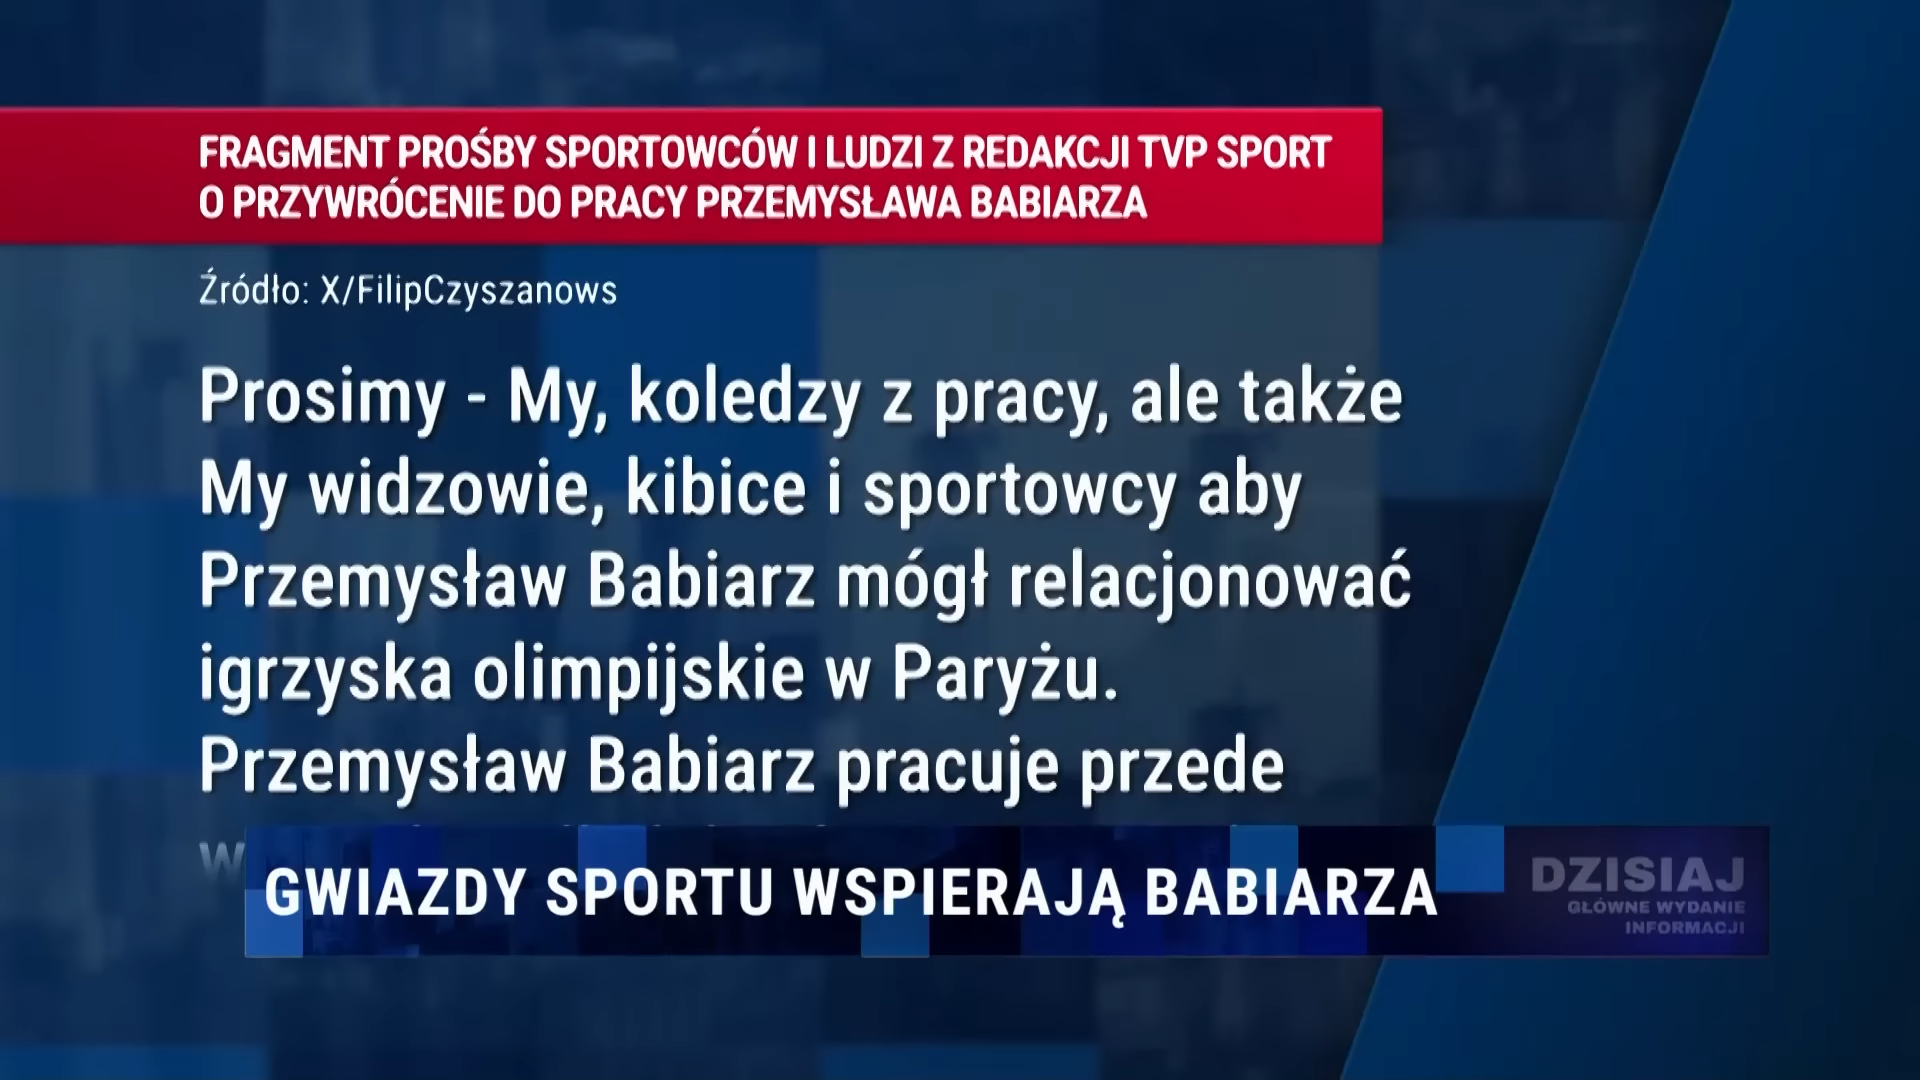 FRAGMENT PROŚBY SPORTOWCÓW I LUDZI Z REDAKCJI TVP SPORT
O PRZYWRÓCENIE DO PRACY PRZEMYSŁAWA BABIARZA
Źródło: X/FilipCzyszanows
Prosimy - My, koledzy z pracy, ale także
My widzowie, kibice i sportowcy aby
Przemysław Babiarz mógł relacjonować
igrzyska olimpijskie w Paryżu.
Przemysław Babiarz pracuje przede
GWIAZDY SPORTU WSPIERAJĄ BABIARZA
DZISIAJ
GŁÓWNE WYDANIE
INFORMACJI